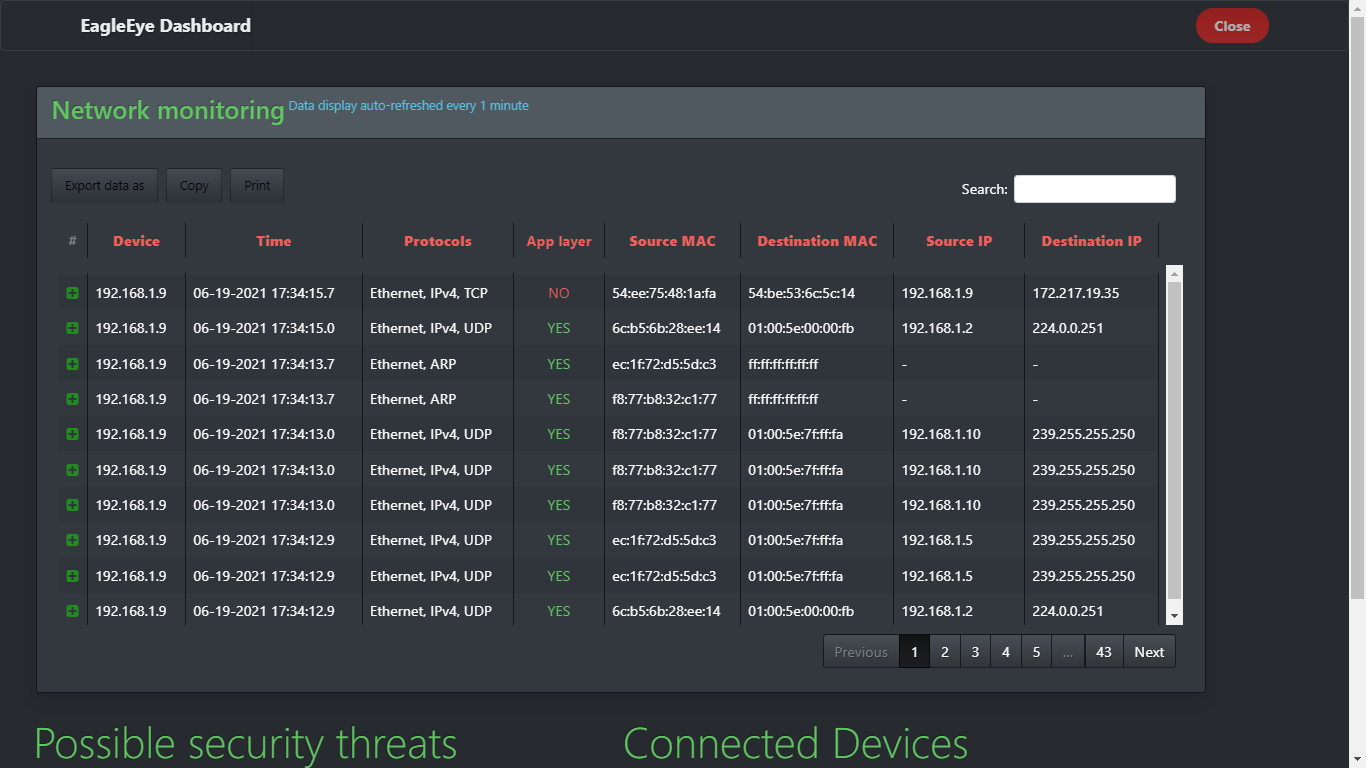 EagleEye Dashboard
Close
Network monitoring Data display auto-refreshed every 1 minute
Export data as Copy Print
Search:
# Device Time Protocols App layer Source MAC Destination MAC Source IP Destination IP
192.168.1.9 06-19-2021 17:34:15.7 Ethernet, IPv4, TCP NO 54:ee:75:48:1a:fa 54:be:53:6c:5c:14 192.168.1.9 172.217.19.35
192.168.1.9 06-19-2021 17:34:15.0 Ethernet, IPv4, UDP YES 6c:b5:6b:28:ee:14 01:00:5e:00:00:fb 192.168.1.2 224.0.0.251
192.168.1.9 06-19-2021 17:34:13.7 Ethernet, ARP YES ec:1f:72:d5:5d:c3 ff:ff:ff:ff:ff:ff - -
192.168.1.9 06-19-2021 17:34:13.7 Ethernet, ARP YES f8:77:b8:32:c1:77 ff:ff:ff:ff:ff:ff - -
192.168.1.9 06-19-2021 17:34:13.0 Ethernet, IPv4, UDP YES f8:77:b8:32:c1:77 01:00:5e:7f:ff:fa 192.168.1.10 239.255.255.250
192.168.1.9 06-19-2021 17:34:13.0 Ethernet, IPv4, UDP YES f8:77:b8:32:c1:77 01:00:5e:7f:ff:fa 192.168.1.10 239.255.255.250
192.168.1.9 06-19-2021 17:34:13.0 Ethernet, IPv4, UDP YES f8:77:b8:32:c1:77 01:00:5e:7f:ff:fa 192.168.1.10 239.255.255.250
192.168.1.9 06-19-2021 17:34:12.9 Ethernet, IPv4, UDP YES ec:1f:72:d5:5d:c3 01:00:5e:7f:ff:fa 192.168.1.5 239.255.255.250
192.168.1.9 06-19-2021 17:34:12.9 Ethernet, IPv4, UDP YES ec:1f:72:d5:5d:c3 01:00:5e:7f:ff:fa 192.168.1.5 239.255.255.250
192.168.1.9 06-19-2021 17:34:12.9 Ethernet, IPv4, UDP YES 6c:b5:6b:28:ee:14 01:00:5e:00:00:fb 192.168.1.2 224.0.0.251
Previous 1 2 3 4 5 ... 43 Next
Possible security threats
Connected Devices